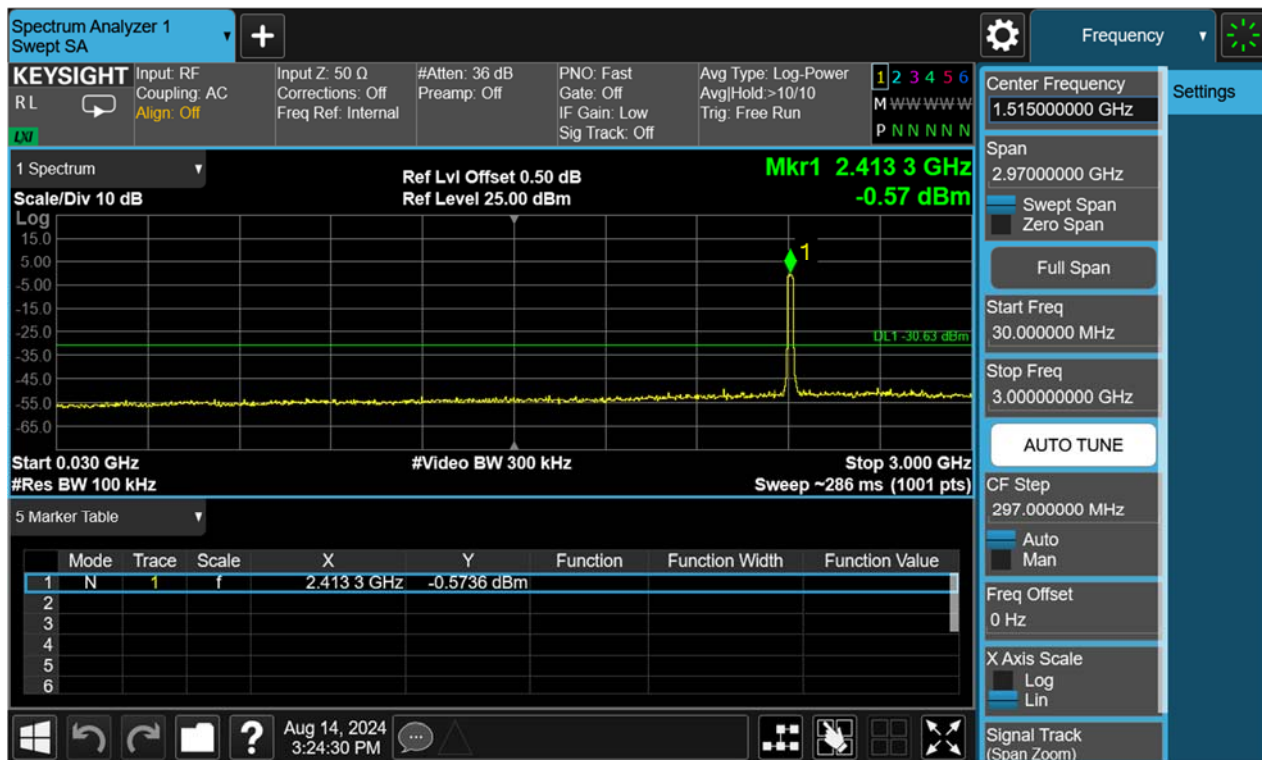 Spectrum Analyzer 1
Swept SA
Frequency
KEYSIGHT
R L
LXI
Input: RF
Coupling: AC
Align: Off
Input Z: 50 Ω
Corrections: Off
Freq Ref: Internal
#Atten: 36 dB
Preamp: Off
PNO: Fast
Gate: Off
IF Gain: Low
Sig Track: Off
Avg Type: Log-Power
Avg|Hold:>10/10
Trig: Free Run
1 2 3 4 5 6
M W W W W W
P N N N N N
1 Spectrum
Scale/Div 10 dB
Ref Lvl Offset 0.50 dB
Ref Level 25.00 dBm
Mkr1 2.413 3 GHz
-0.57 dBm
Log
15.0
5.00
-5.00
-15.0
-25.0
-35.0
-45.0
-55.0
-65.0
1
DL1 -30.63 dBm
Start 0.030 GHz
#Video BW 300 kHz
Stop 3.000 GHz
#Res BW 100 kHz
Sweep ~286 ms (1001 pts)
5 Marker Table
Mode Trace Scale X Y Function Function Width Function Value
1 N 1 f 2.413 3 GHz -0.5736 dBm
2
3
4
5
6
Aug 14, 2024
3:24:30 PM
Center Frequency
1.515000000 GHz
Settings
Span
2.97000000 GHz
Swept Span
Zero Span
Full Span
Start Freq
30.000000 MHz
Stop Freq
3.000000000 GHz
AUTO TUNE
CF Step
297.000000 MHz
Auto
Man
Freq Offset
0 Hz
X Axis Scale
Log
Lin
Signal Track
(Span Zoom)